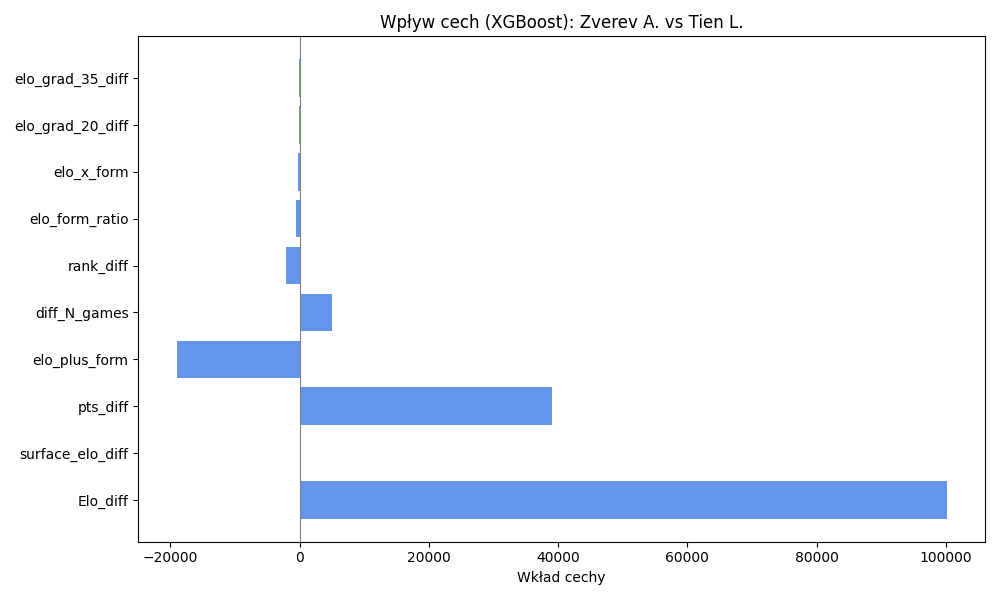 Wpływ cech (XGBoost): Zverev A. vs Tien L.
elo_grad_35_diff
elo_grad_20_diff
elo_x_form
elo_form_ratio
rank_diff
diff_N_games
elo_plus_form
pts_diff
surface_elo_diff
Elo_diff
−20000 0 20000 40000 60000 80000 100000
Wkład cechy